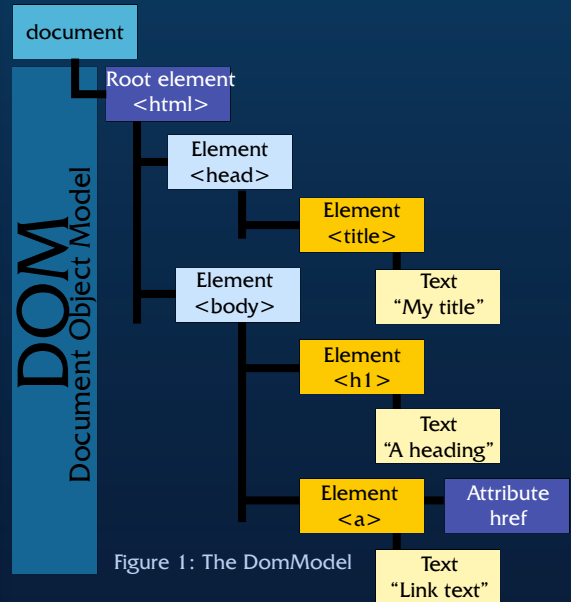 document
Root element
<html>
Element
<head>
Element
<title>
Text
“My title”
Element
<body>
Element
<h1>
Text
“A heading”
Element
<a>
Attribute
href
Text
“Link text”
DOM
Document Object Model
Figure 1: The DomModel